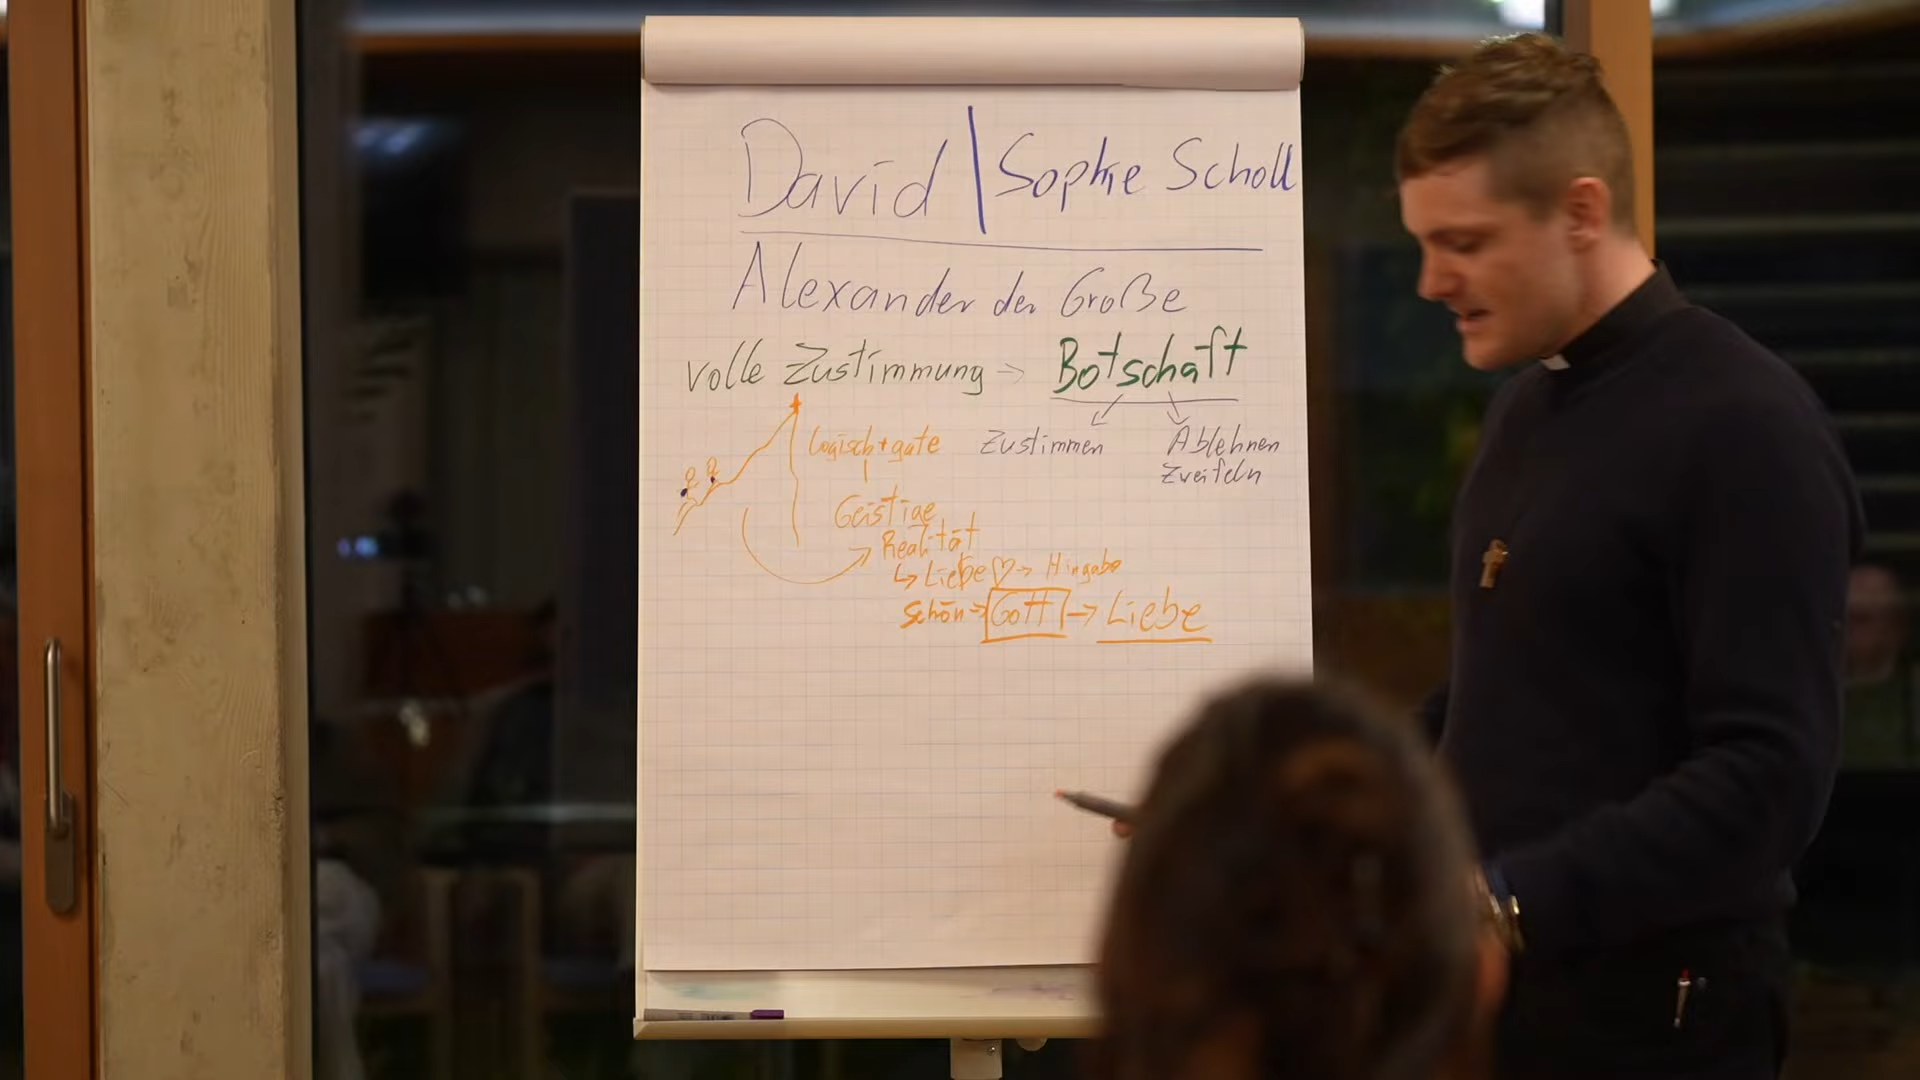 David | Sophie Scholl
Alexander der Große
volle Zustimmung → Botschaft
Zustimmen
Ablehnen
Zweifeln
Logisch + gute
Geistige
Realität
↳ Liebe ♡ → Hingabe
Schön → Gott → Liebe